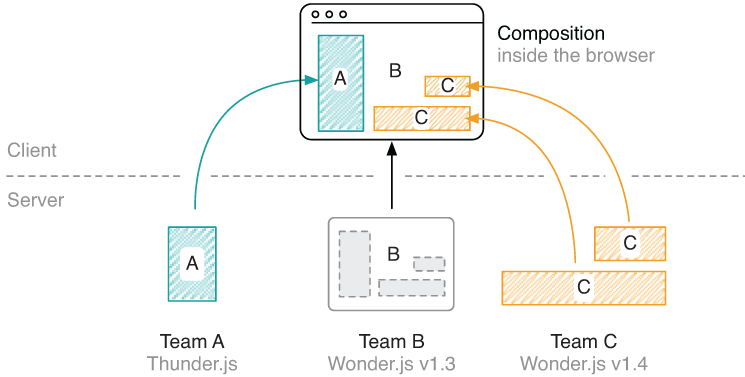 Composition
inside the browser
A
B
C
C
Client
Server
A
B
C
C
Team A
Thunder.js
Team B
Wonder.js v1.3
Team C
Wonder.js v1.4